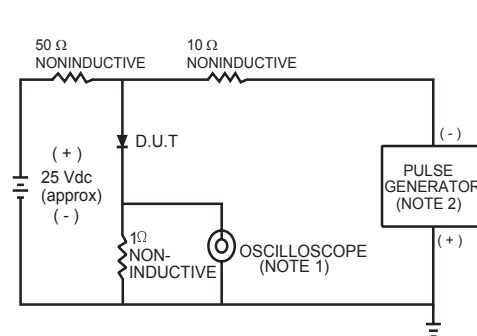 50 Ω
NONINDUCTIVE
10 Ω
NONINDUCTIVE
D.U.T
( + )
25 Vdc
(approx)
( - )
1Ω
NON-
INDUCTIVE
OSCILLOSCOPE
(NOTE 1)
( - )
PULSE
GENERATOR
(NOTE 2)
( + )